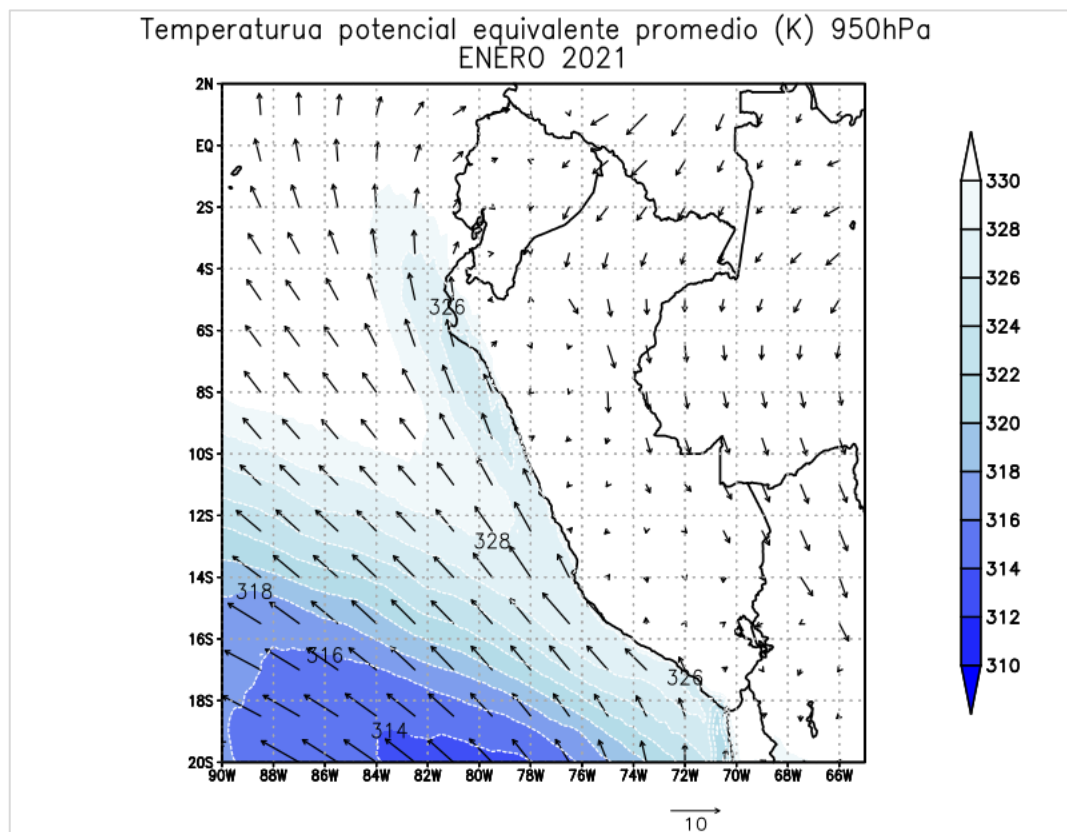 Temperaturua potencial equivalente promedio (K) 950hPa
ENERO 2021
2N
EQ
2S
4S
6S
8S
10S
12S
14S
16S
18S
20S
90W 88W 86W 84W 82W 80W 78W 76W 74W 72W 70W 68W 66W
326
328
318
316
326
314
330
328
326
324
322
320
318
316
314
312
310
10